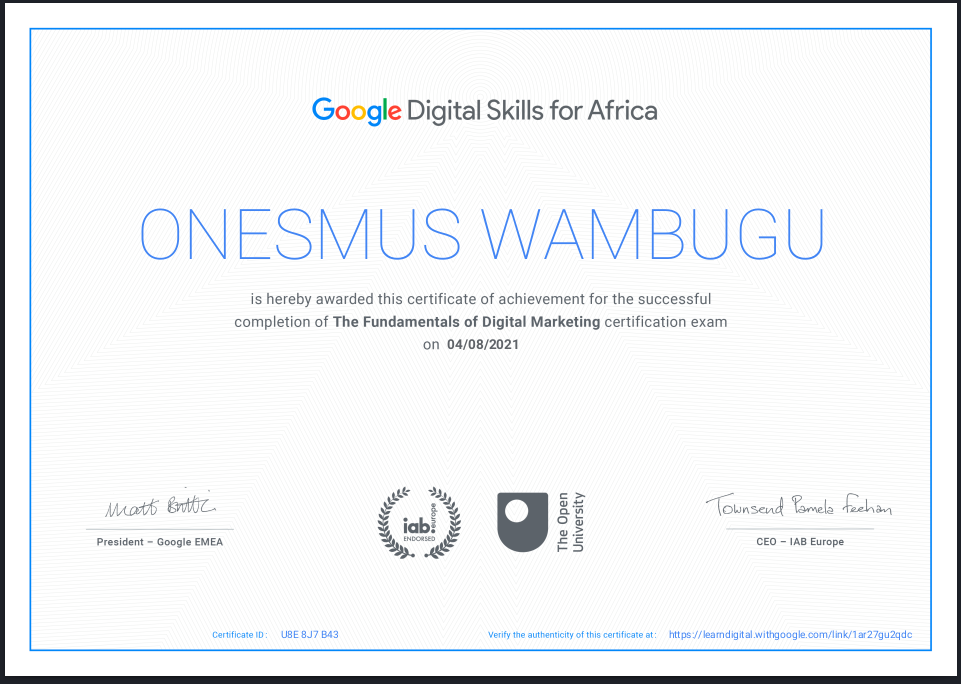 Google Digital Skills for Africa
ONESMUS WAMBUGU
is hereby awarded this certificate of achievement for the successful
completion of The Fundamentals of Digital Marketing certification exam
on 04/08/2021
Matt Brittin
Townsend Pamela Feehan
iab.europe
ENDORSED
The Open
University
President – Google EMEA
CEO – IAB Europe
Certificate ID : U8E 8J7 B43
Verify the authenticity of this certificate at : https://learndigital.withgoogle.com/link/1ar27gu2qdc